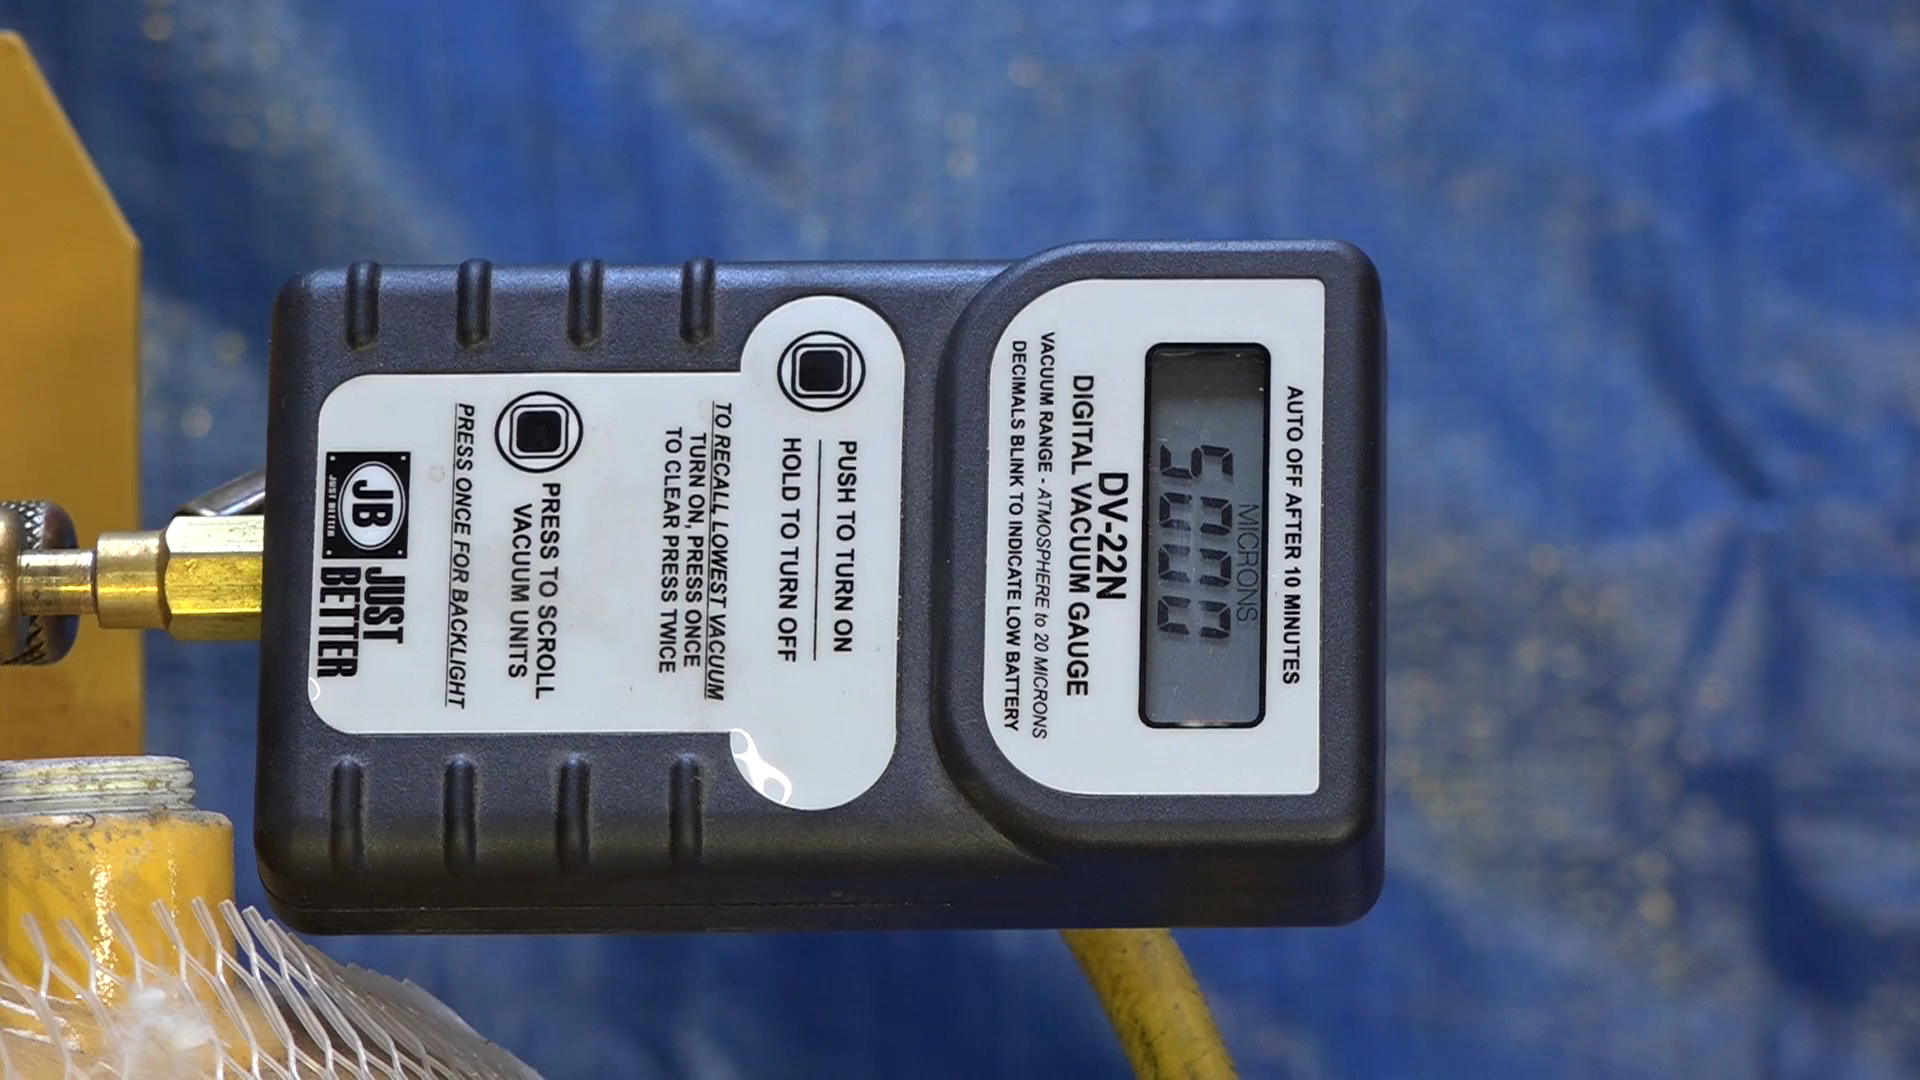 AUTO OFF AFTER 10 MINUTES
MICRONS
5000
DV-22N
DIGITAL VACUUM GAUGE
VACUUM RANGE - ATMOSPHERE to 20 MICRONS
DECIMALS BLINK TO INDICATE LOW BATTERY
PUSH TO TURN ON
HOLD TO TURN OFF
TO RECALL LOWEST VACUUM
TURN ON, PRESS ONCE
TO CLEAR PRESS TWICE
PRESS TO SCROLL
VACUUM UNITS
PRESS ONCE FOR BACKLIGHT
JB
JUST BETTER
JUST
BETTER